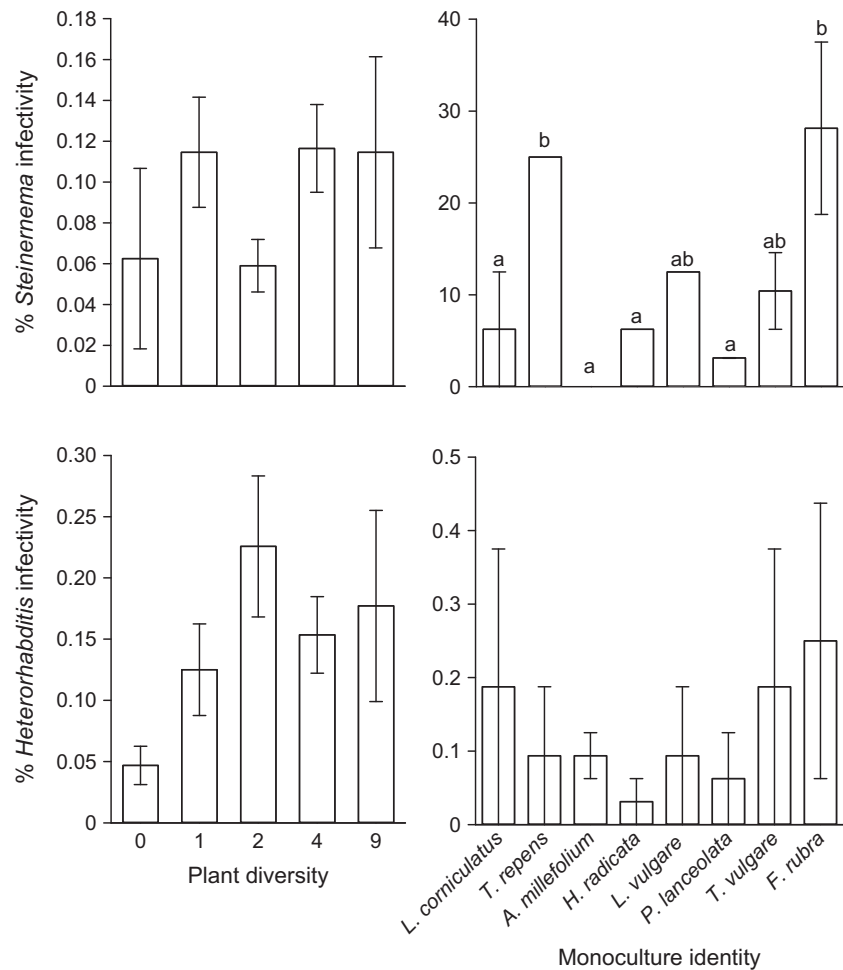 % Steinernema infectivity
0.18
0.16
0.14
0.12
0.10
0.08
0.06
0.04
0.02
0
40
30
20
10
0
a
b
a
a
ab
a
ab
b
% Heterorhabditis infectivity
0.30
0.25
0.20
0.15
0.10
0.05
0
0 1 2 4 9
Plant diversity
0.5
0.4
0.3
0.2
0.1
0
L. corniculatus
T. repens
A. millefolium
H. radicata
L. vulgare
P. lanceolata
T. vulgare
F. rubra
Monoculture identity